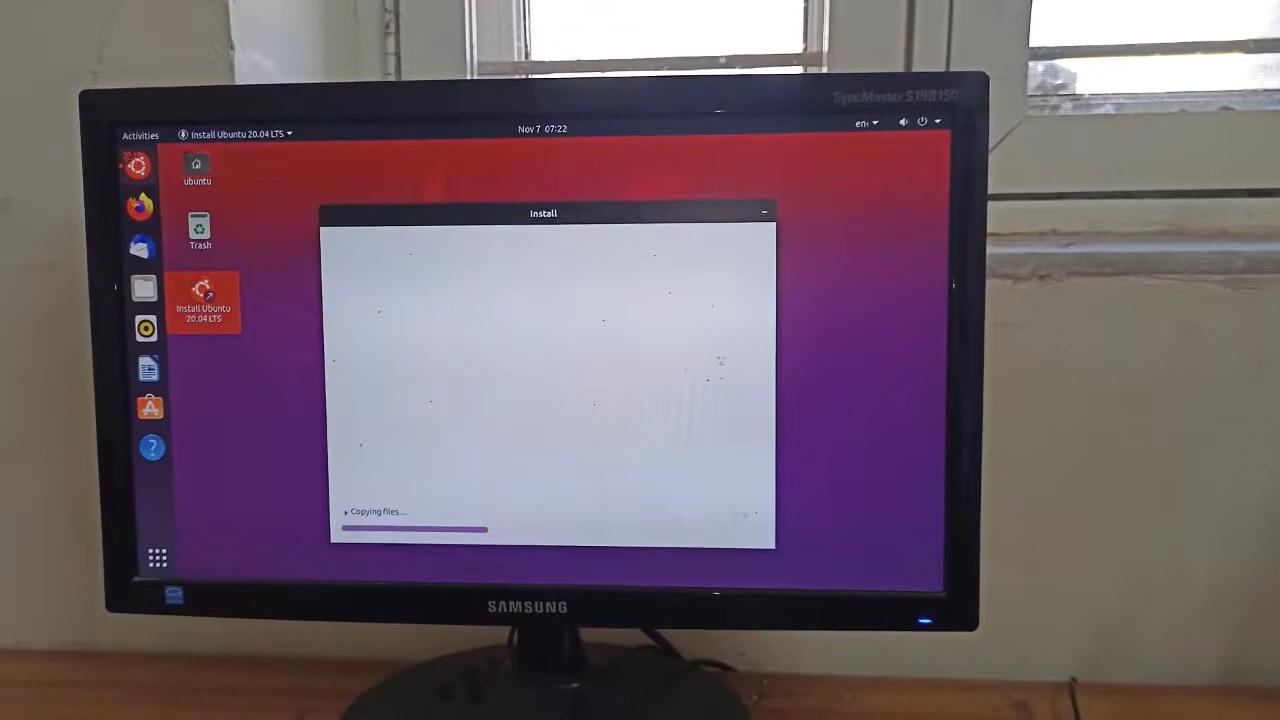 SyncMaster S19B150
Activities
Install Ubuntu 20.04 LTS
Nov 7 07:22
en₁
ubuntu
Trash
Install Ubuntu
20.04 LTS
Install
Copying files...
SAMSUNG